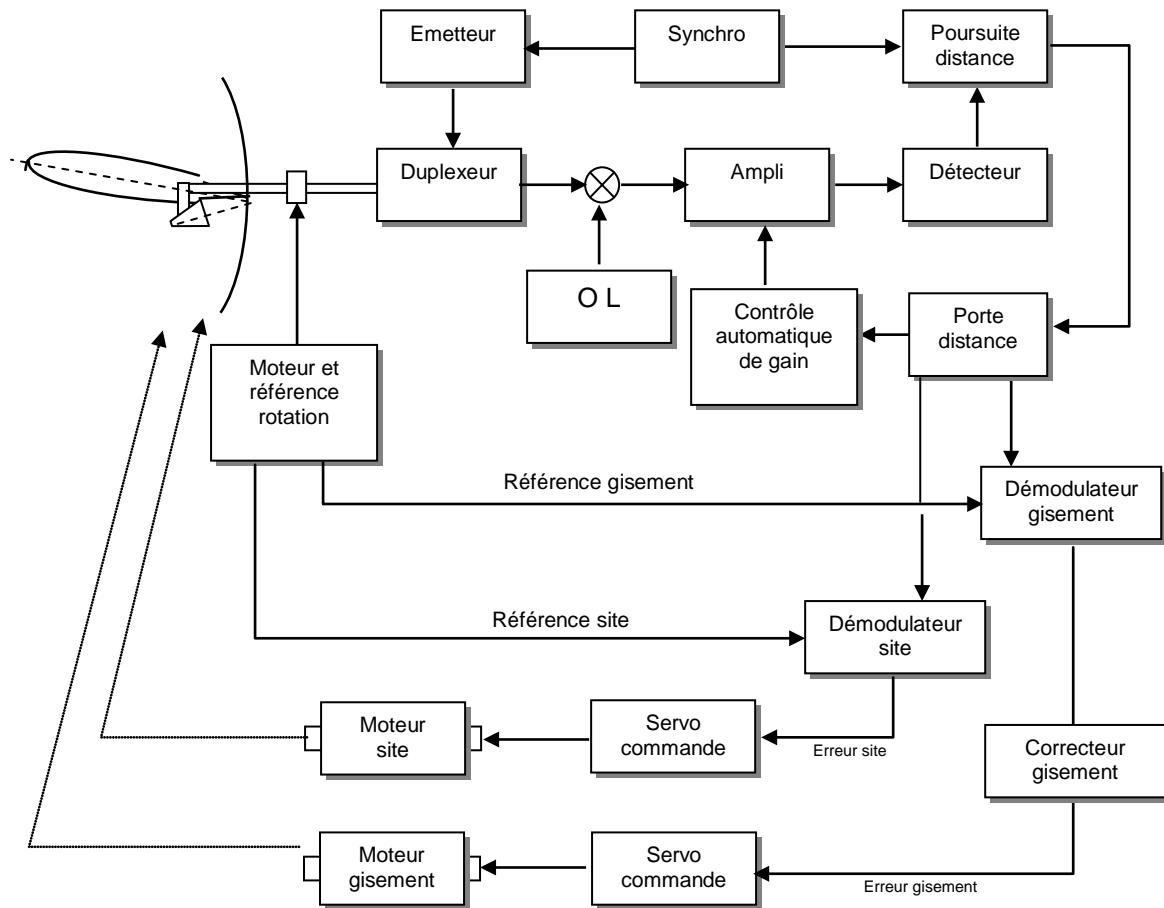 Emetteur
Synchro
Poursuite
distance
Duplexeur
Ampli
Détecteur
O L
Contrôle
automatique
de gain
Porte
distance
Moteur et
référence
rotation
Référence gisement
Démodulateur
gisement
Référence site
Démodulateur
site
Moteur
site
Servo
commande
Erreur site
Correcteur
gisement
Moteur
gisement
Servo
commande
Erreur gisement